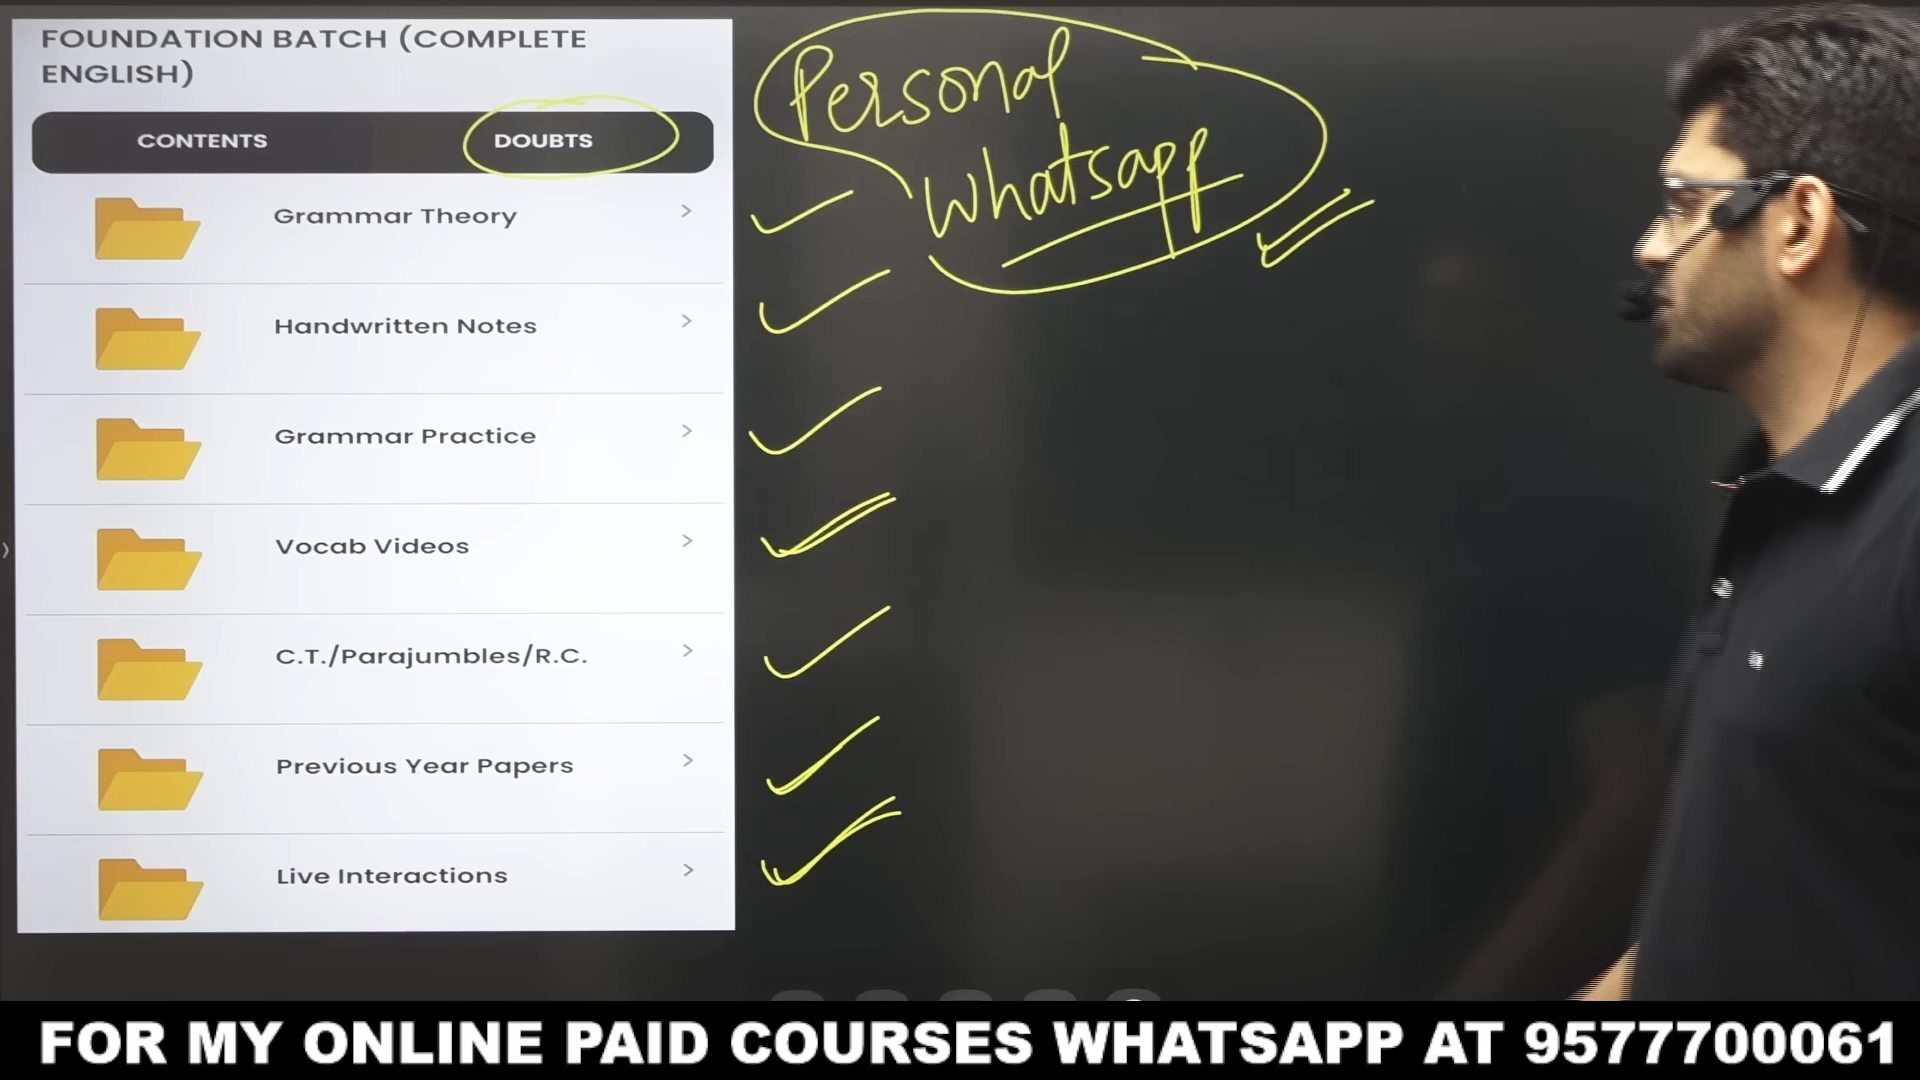 FOUNDATION BATCH (COMPLETE
ENGLISH)
CONTENTS
DOUBTS
Grammar Theory
Handwritten Notes
Grammar Practice
Vocab Videos
C.T./Parajumbles/R.C.
Previous Year Papers
Live Interactions
Personal
Whatsapp
FOR MY ONLINE PAID COURSES WHATSAPP AT 9577700061